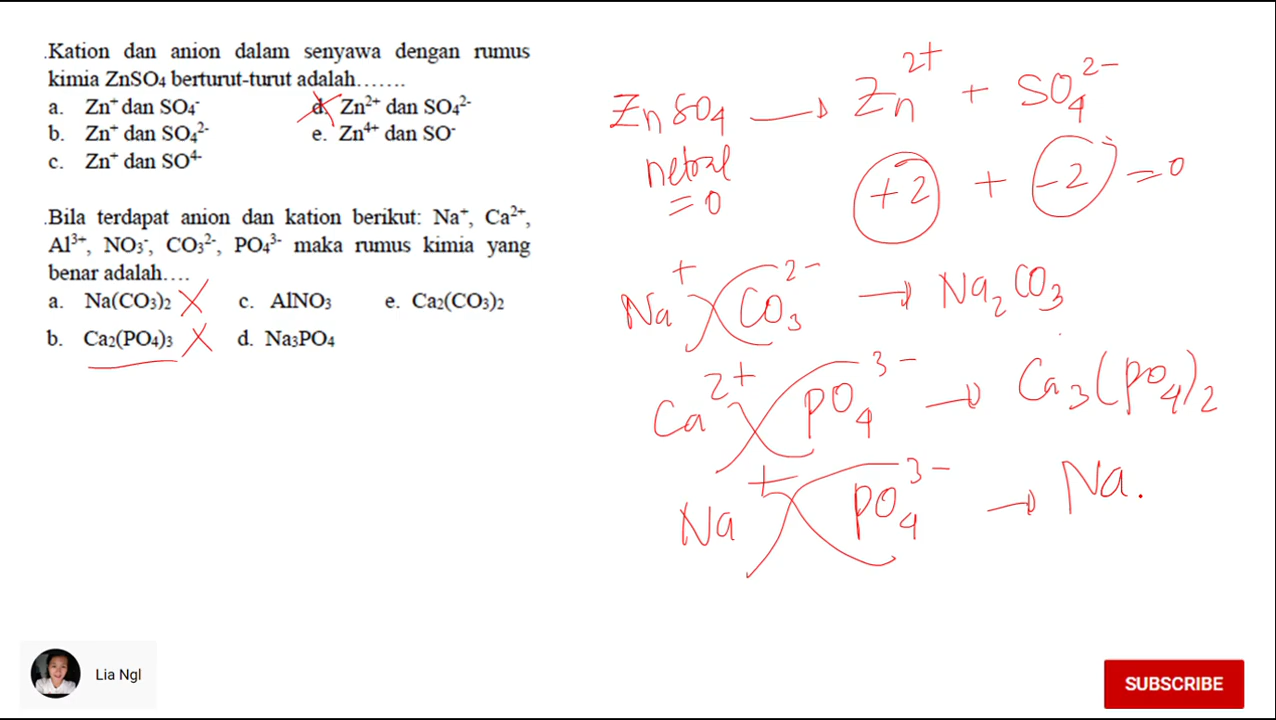 .Kation dan anion dalam senyawa dengan rumus
kimia ZnSO₄ berturut-turut adalah…….
a. Zn⁺ dan SO₄⁻ d. Zn²⁺ dan SO₄²⁻
b. Zn⁺ dan SO₄²⁻ e. Zn⁴⁺ dan SO⁻
c. Zn⁺ dan SO⁴⁻
.Bila terdapat anion dan kation berikut: Na⁺, Ca²⁺,
Al³⁺, NO₃⁻, CO₃²⁻, PO₄³⁻ maka rumus kimia yang
benar adalah….
a. Na(CO₃)₂ X c. AlNO₃ e. Ca₂(CO₃)₂
b. Ca₂(PO₄)₃ X d. Na₃PO₄
ZnSO₄ → Zn²⁺ + SO₄²⁻
netral
= 0
+2 + -2 = 0
Na⁺ CO₃²⁻ → Na₂CO₃
Ca²⁺ PO₄³⁻ → Ca₃(PO₄)₂
Na⁺ PO₄³⁻ → Na.
Lia Ngl
SUBSCRIBE